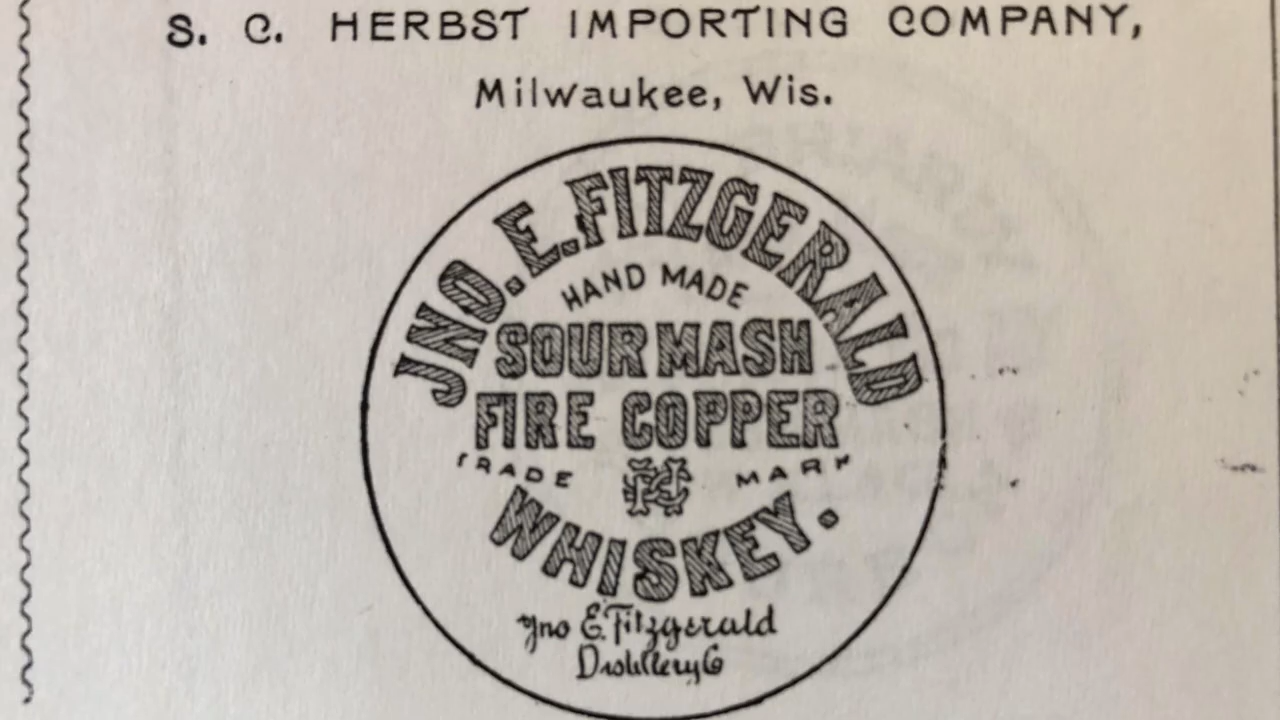 S. C. HERBST IMPORTING COMPANY,
Milwaukee, Wis.
JNO. E. FITZGERALD
HAND MADE
SOUR MASH
FIRE COPPER
TRADE MARK
WHISKEY.
Jno E. Fitzgerald
Distillery Co